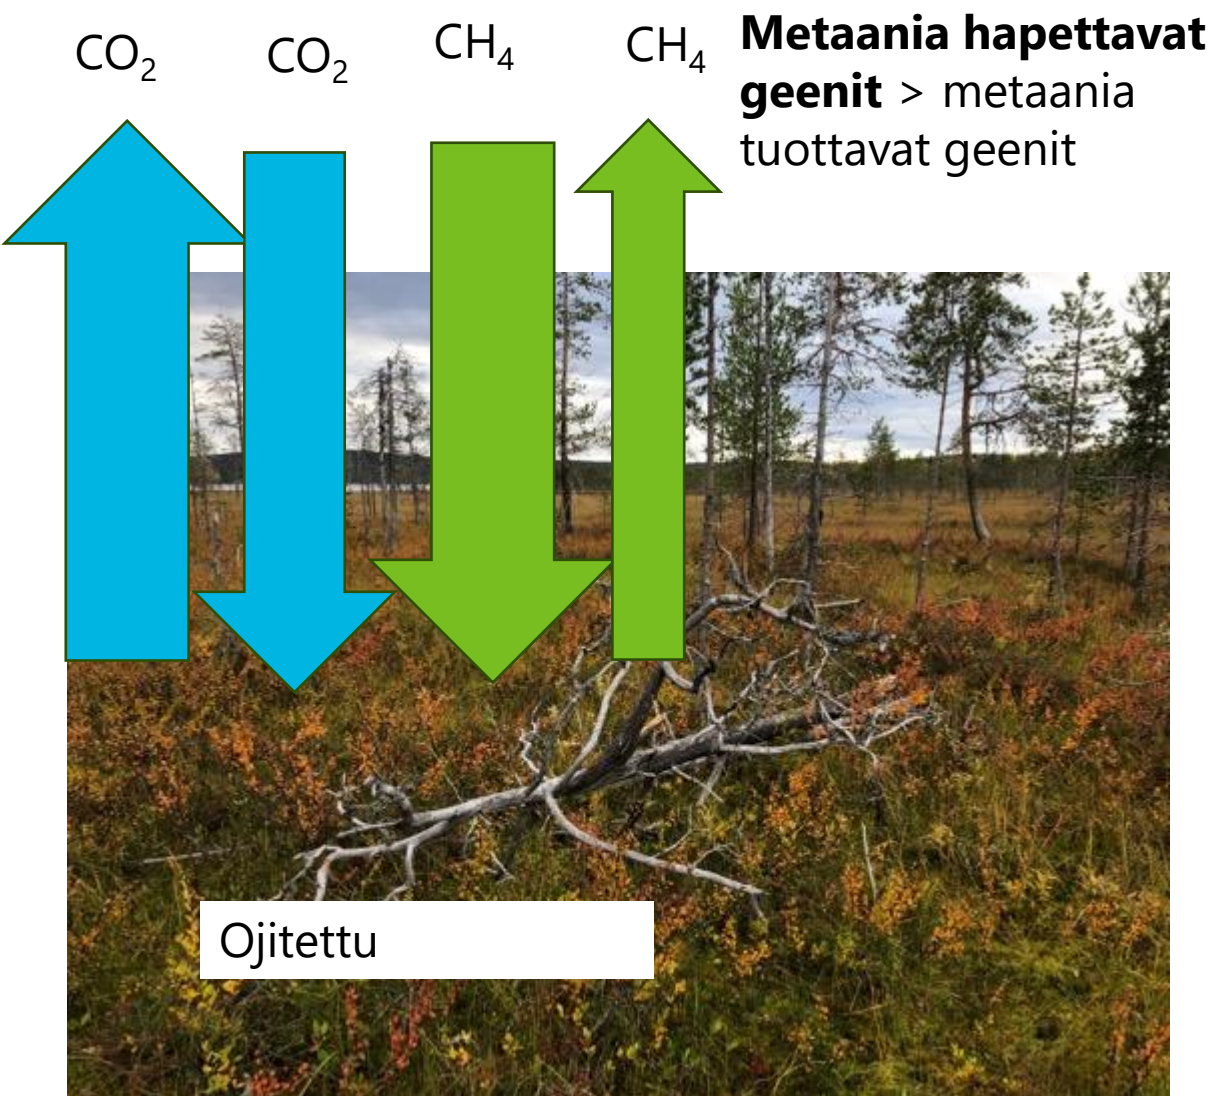 CO₂ CO₂ CH₄ CH₄
Metaania hapettavat
geenit > metaania
tuottavat geenit
Ojitettu